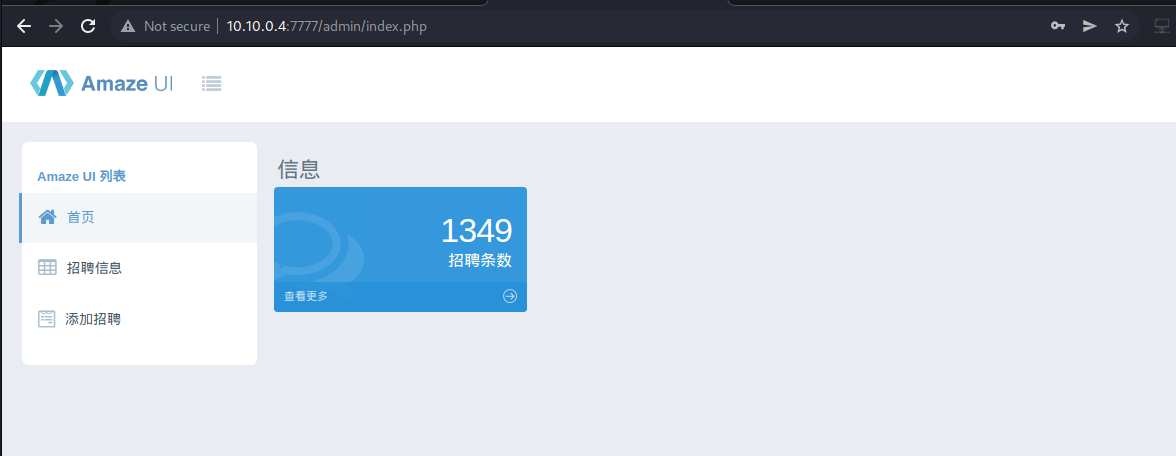 Not secure | 10.10.0.4:7777/admin/index.php
Amaze UI
Amaze UI 列表
首页
招聘信息
添加招聘
信息
1349
招聘条数
查看更多